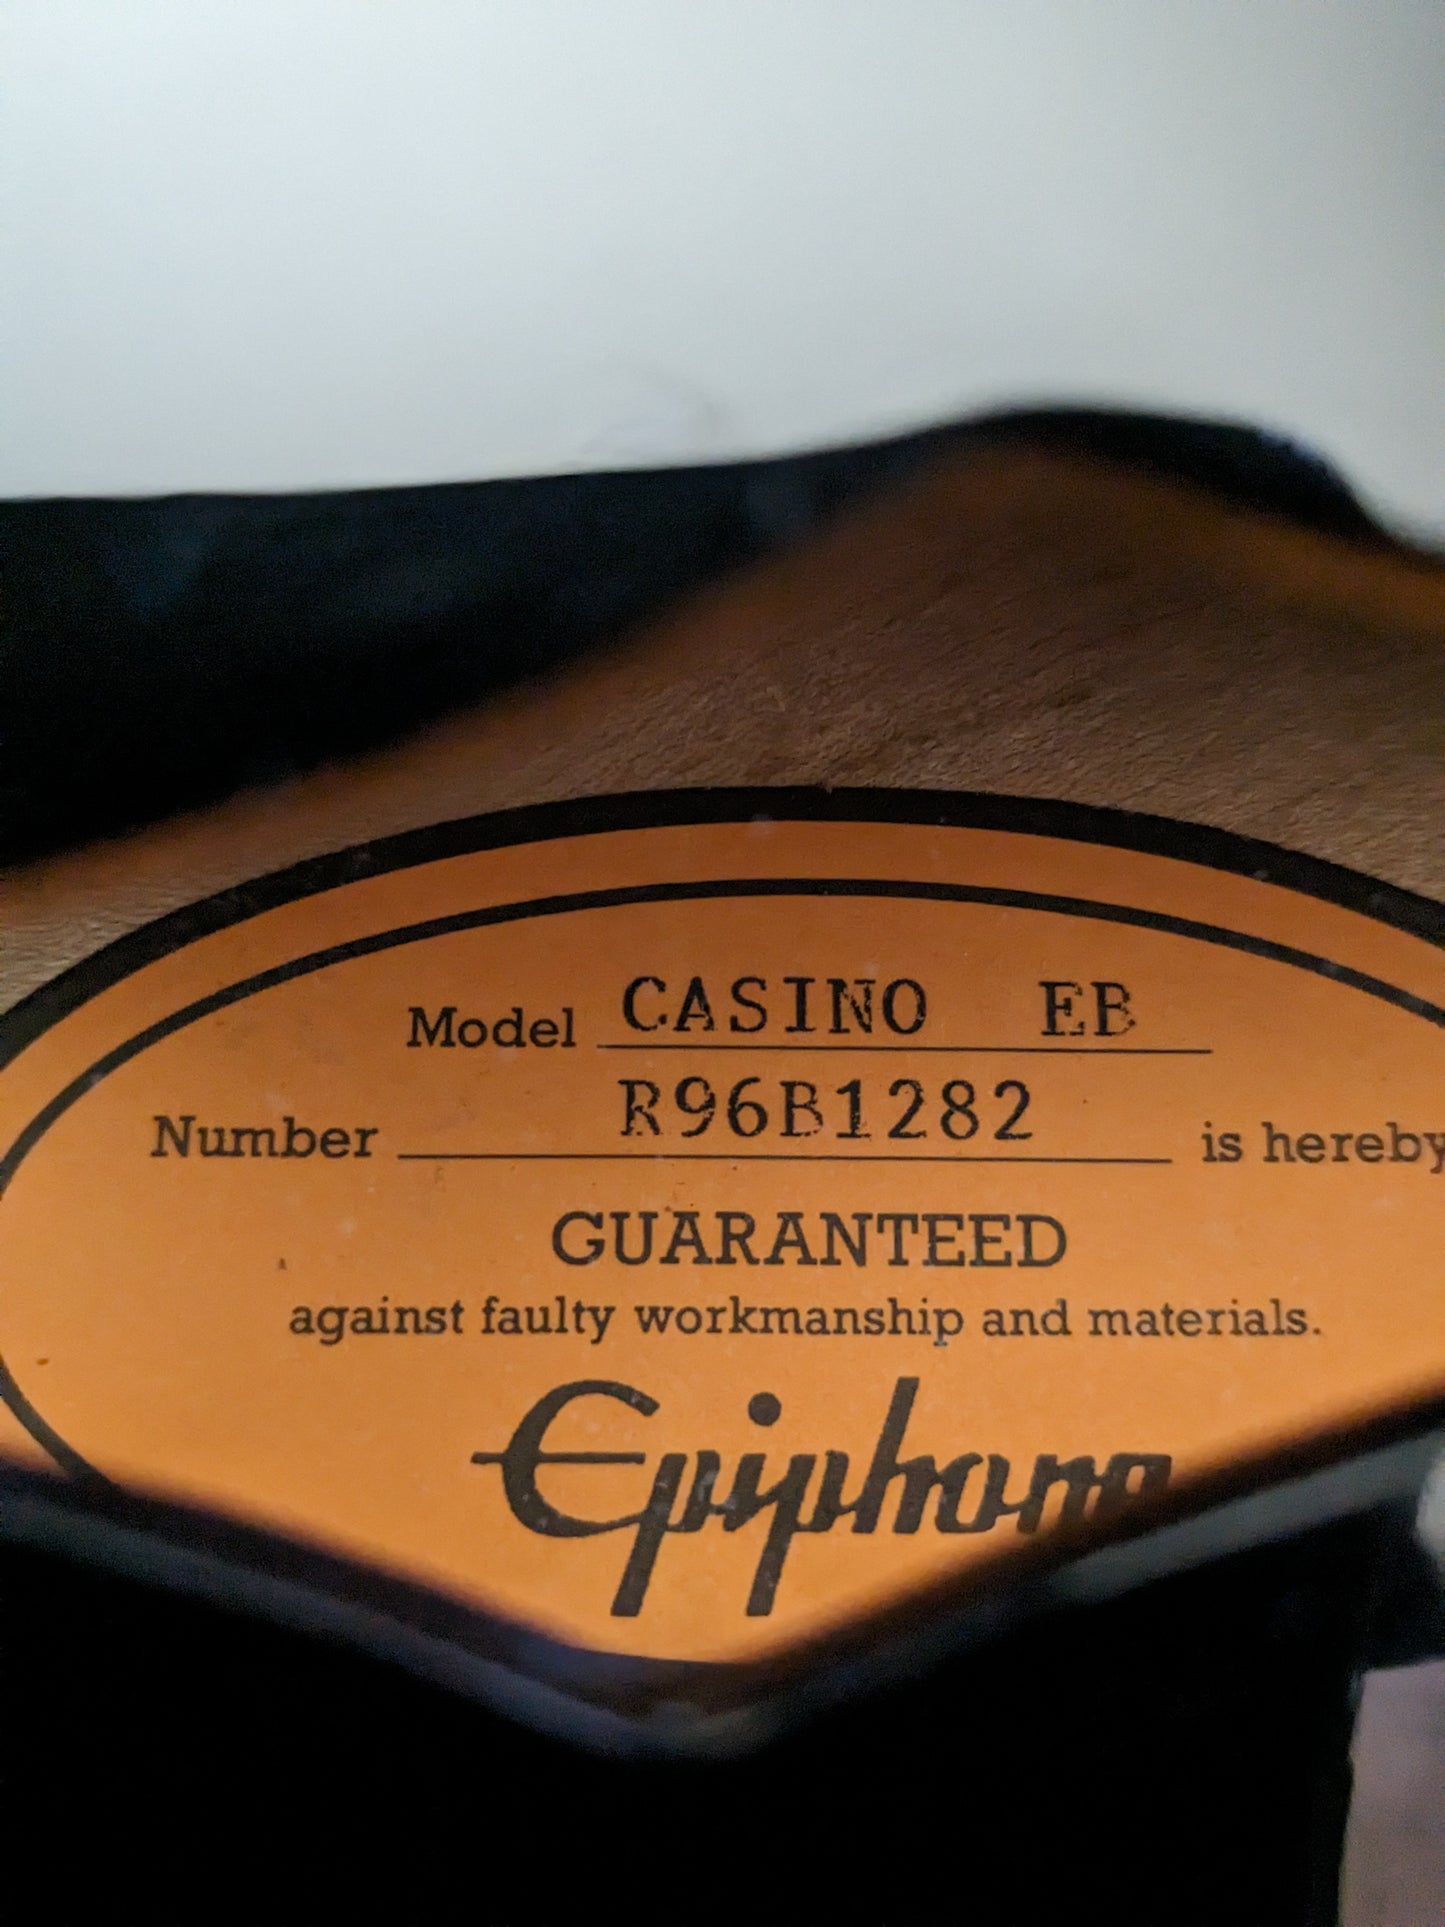 Model CASINO EB
Number R96B1282 is hereby
GUARANTEED
against faulty workmanship and materials.
Epiphone